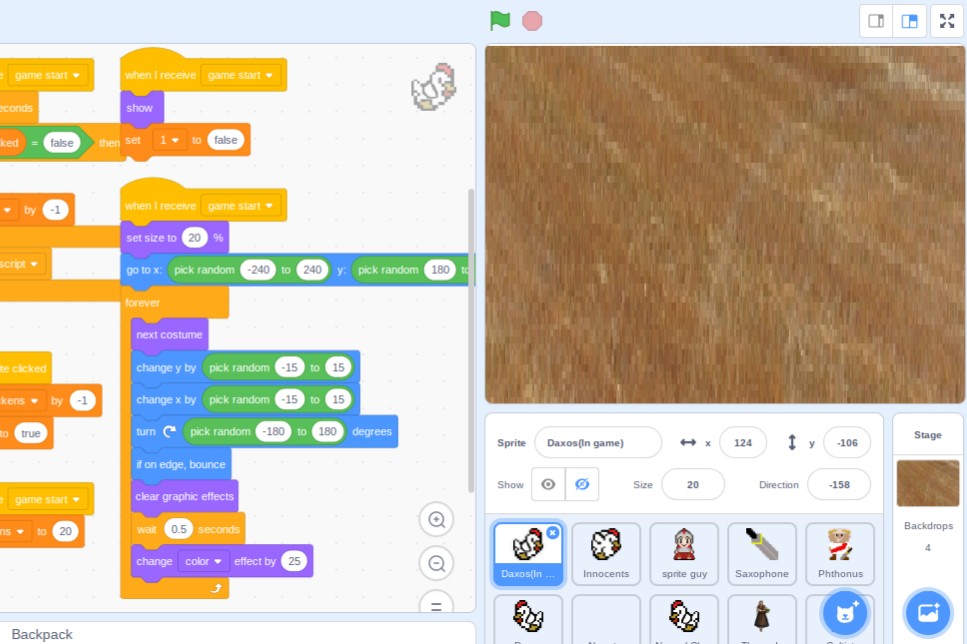 game start
econds
ked = false then
by -1
script
te clicked
kens by -1
to true
game start
ns to 20
when I receive game start
show
set 1 to false
when I receive game start
set size to 20 %
go to x: pick random -240 to 240 y: pick random 180 to
forever
next costume
change y by pick random -15 to 15
change x by pick random -15 to 15
turn pick random -180 to 180 degrees
if on edge, bounce
clear graphic effects
wait 0.5 seconds
change color effect by 25
Backpack
Sprite Daxos(In game) x 124 y -106
Show Size 20 Direction -158
Daxos(In ... Innocents sprite guy Saxophone Phthonus
Stage
Backdrops
4